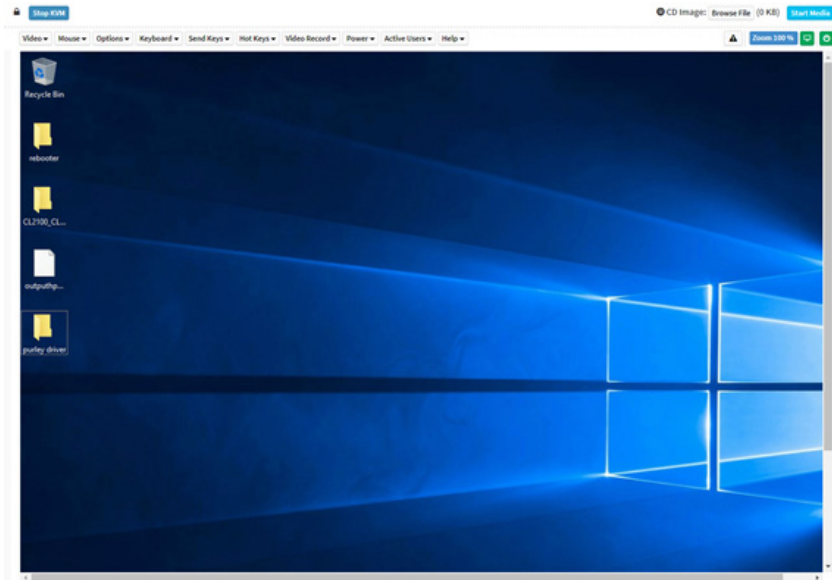 Stop KVM
CD Image: Browse File (0 KB) Start Media
Video Mouse Options Keyboard Send Keys Hot Keys Video Record Power Active Users Help
Zoom 100 %
Recycle Bin
rebooter
CL2100_CL...
outputhp...
purley driver